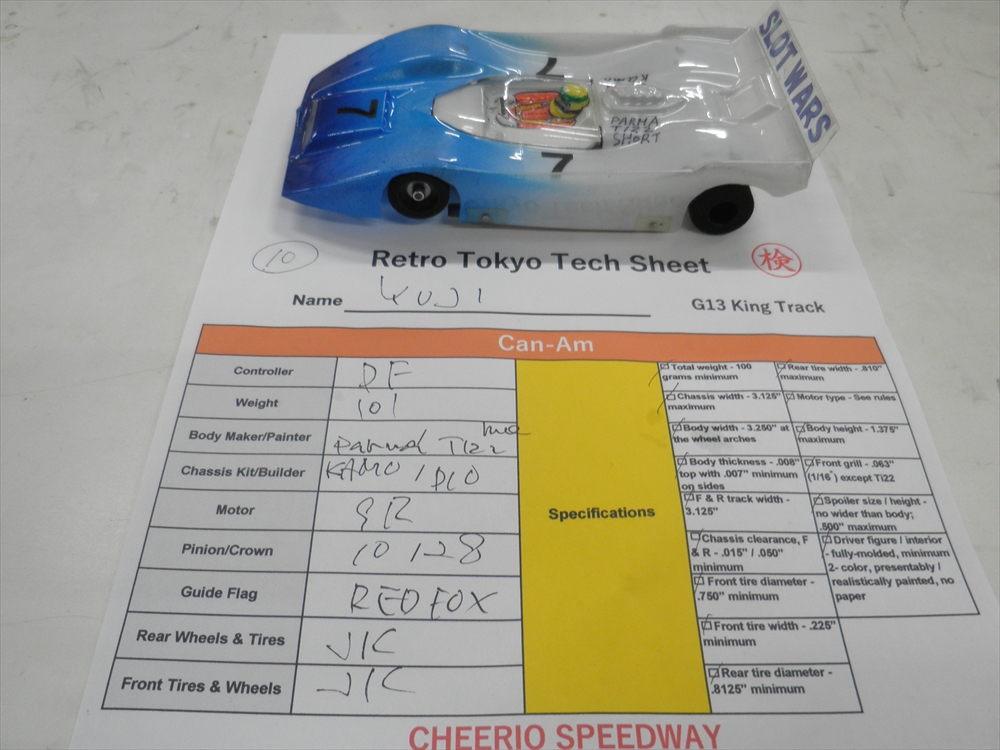 SLOT WARS
7
7
7
PARMA
Ti22
SHORT
10
Retro Tokyo Tech Sheet
検
Name YUJI
G13 King Track
Can-Am
Controller DF
Weight 101
Body Maker/Painter Parma Ti22
Chassis Kit/Builder KAMO / PLO
Motor
Pinion/Crown 10 / 28
Guide Flag RED FOX
Rear Wheels & Tires JK
Front Tires & Wheels JK
Specifications
Total weight - 100 grams minimum
Chassis width - 3.125" maximum
Body width - 3.250" at the wheel arches
Body thickness - .008" top with .007" minimum on sides
F & R track width - 3.125"
Chassis clearance, F & R - .015" / .050" minimum
Front tire diameter - .750" minimum
Front tire width - .225" minimum
Rear tire diameter - .8125" minimum
Rear tire width - .810" maximum
Motor type - See rules
Body height - 1.375" maximum
Front grill - .063" (1/16") except Ti22
Spoiler size / height - no wider than body; .500" maximum
Driver figure / interior - fully-molded, minimum 2- color, presentably / realistically painted, no paper
CHEERIO SPEEDWAY